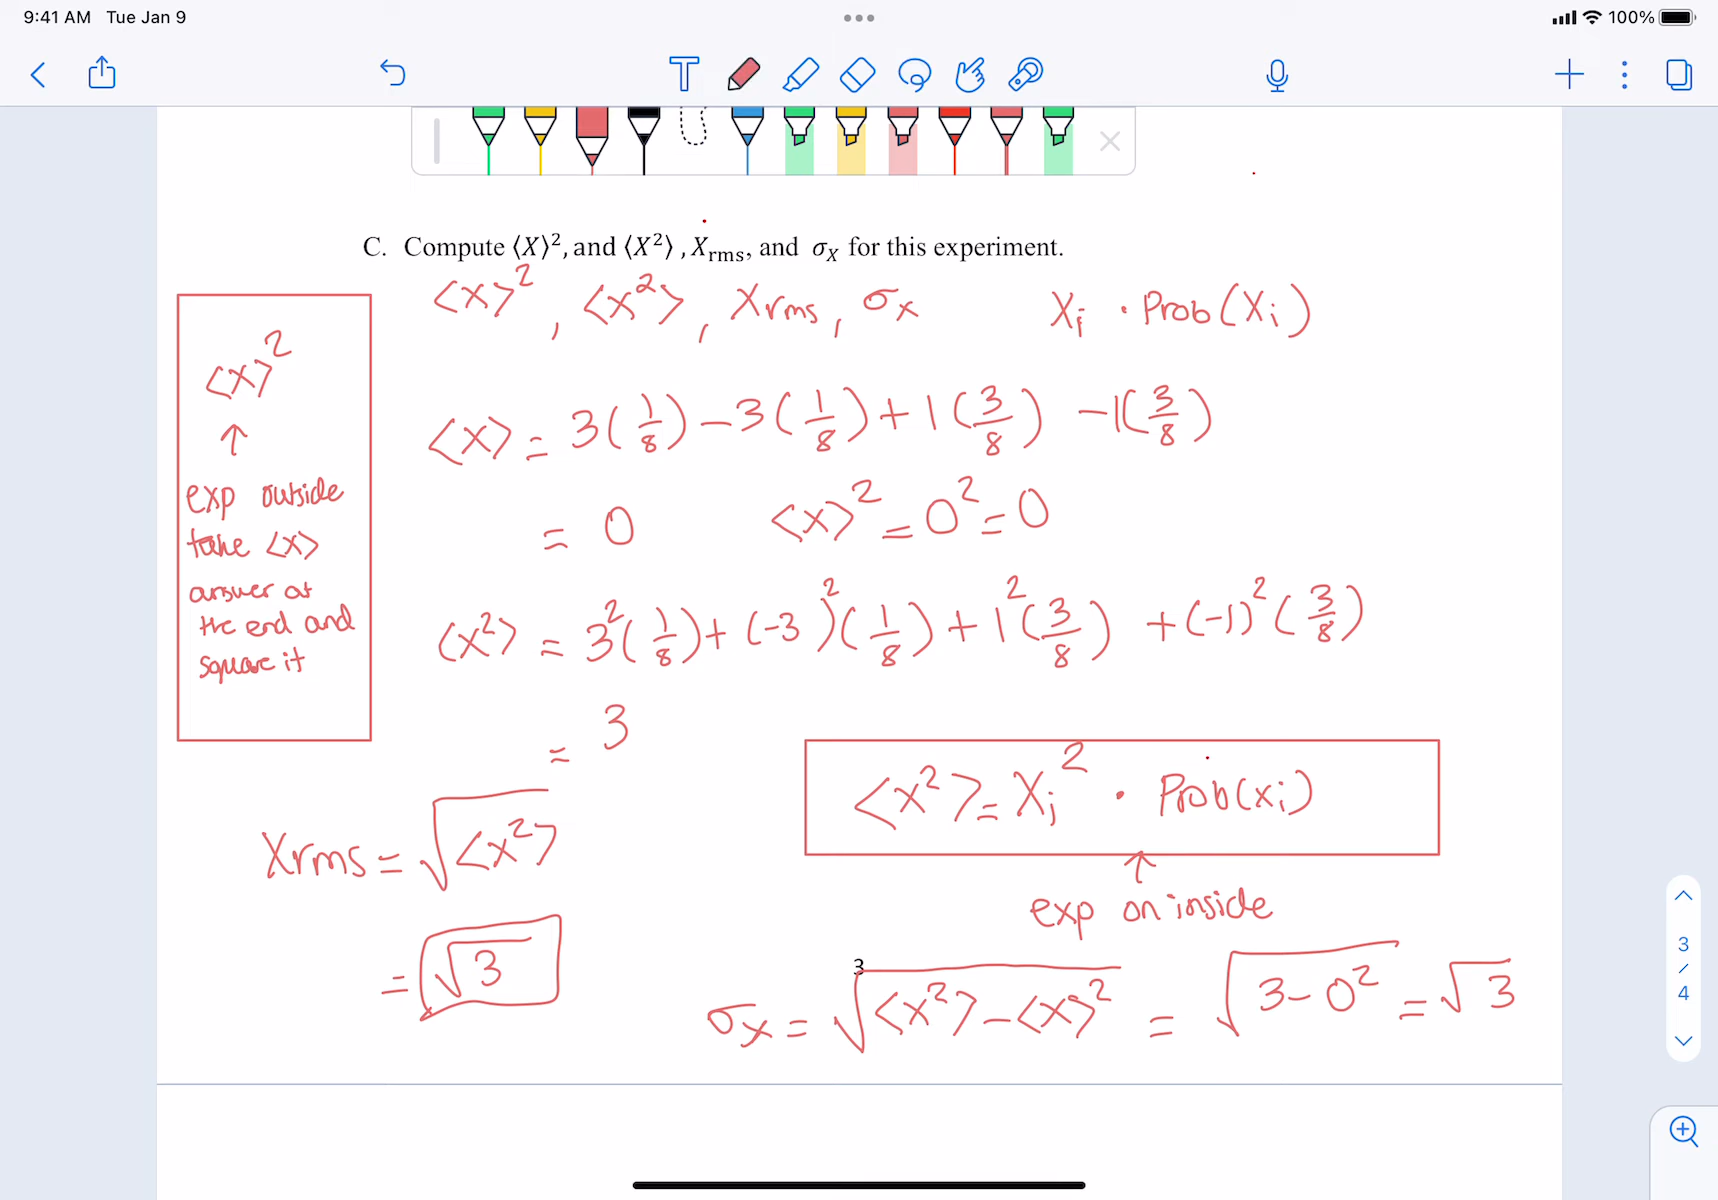 9:41 AM Tue Jan 9
100%
C. Compute ⟨X⟩², and ⟨X²⟩, X_rms, and σ_X for this experiment.
⟨x⟩², ⟨x²⟩, Xrms, σx
Xi · Prob(Xi)
⟨x⟩²
↑
exp outside
take ⟨x⟩
answer at
the end and
square it
⟨x⟩ = 3(1/8) − 3(1/8) + 1(3/8) − 1(3/8)
= 0
⟨x⟩² = 0² = 0
⟨x²⟩ = 3²(1/8) + (-3)²(1/8) + 1²(3/8) + (-1)²(3/8)
= 3
⟨x²⟩ = Xi² · Prob(xi)
↑
exp on inside
Xrms = √⟨x²⟩
= √3
3
σx = √(⟨x²⟩ − ⟨x⟩²) = √(3 − 0²) = √3
3
/
4